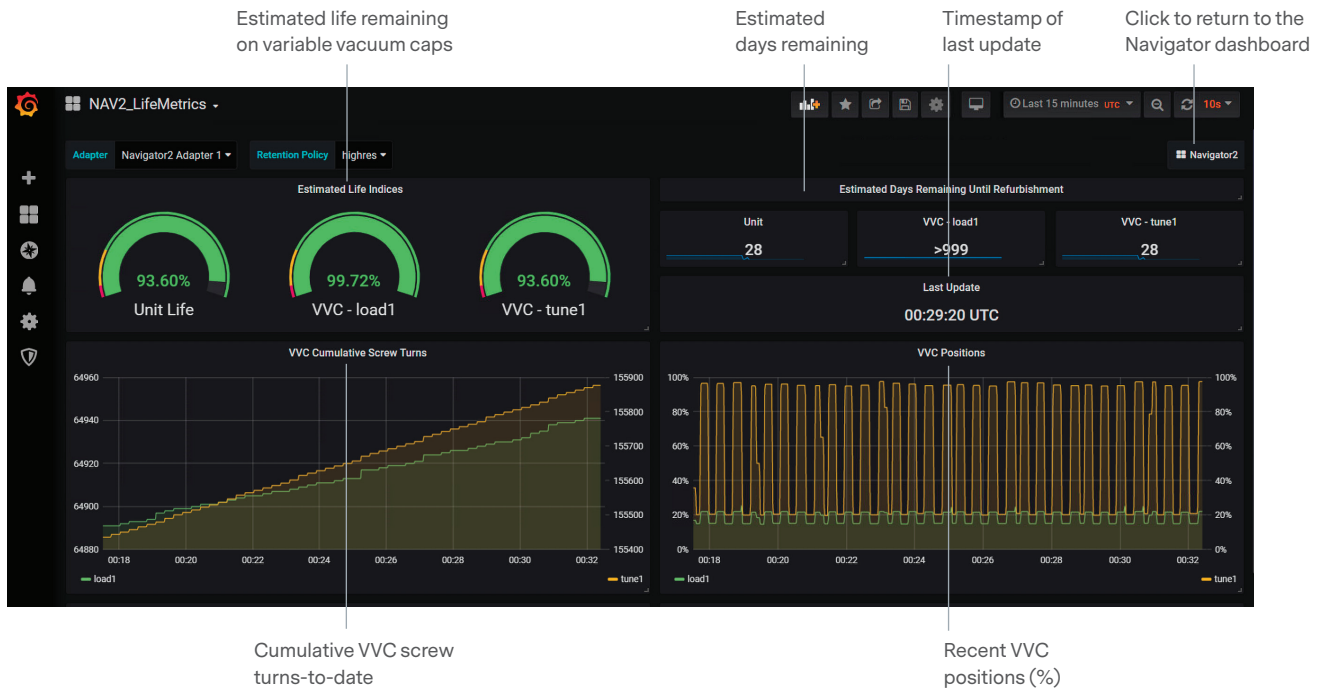 Estimated life remaining
on variable vacuum caps
Estimated
days remaining
Timestamp of
last update
Click to return to the
Navigator dashboard
NAV2_LifeMetrics
Last 15 minutes UTC
10s
Adapter Navigator2 Adapter 1 Retention Policy highres
Navigator2
Estimated Life Indices
93.60%
Unit Life
99.72%
VVC - load1
93.60%
VVC - tune1
Estimated Days Remaining Until Refurbishment
Unit
28
VVC - load1
>999
VVC - tune1
28
Last Update
00:29:20 UTC
VVC Cumulative Screw Turns
64960
64940
64920
64900
64880
155900
155800
155700
155600
155500
155400
00:18 00:20 00:22 00:24 00:26 00:28 00:30 00:32
load1 tune1
VVC Positions
100%
80%
60%
40%
20%
0%
100%
80%
60%
40%
20%
0%
00:18 00:20 00:22 00:24 00:26 00:28 00:30 00:32
load1 tune1
Cumulative VVC screw
turns-to-date
Recent VVC
positions (%)